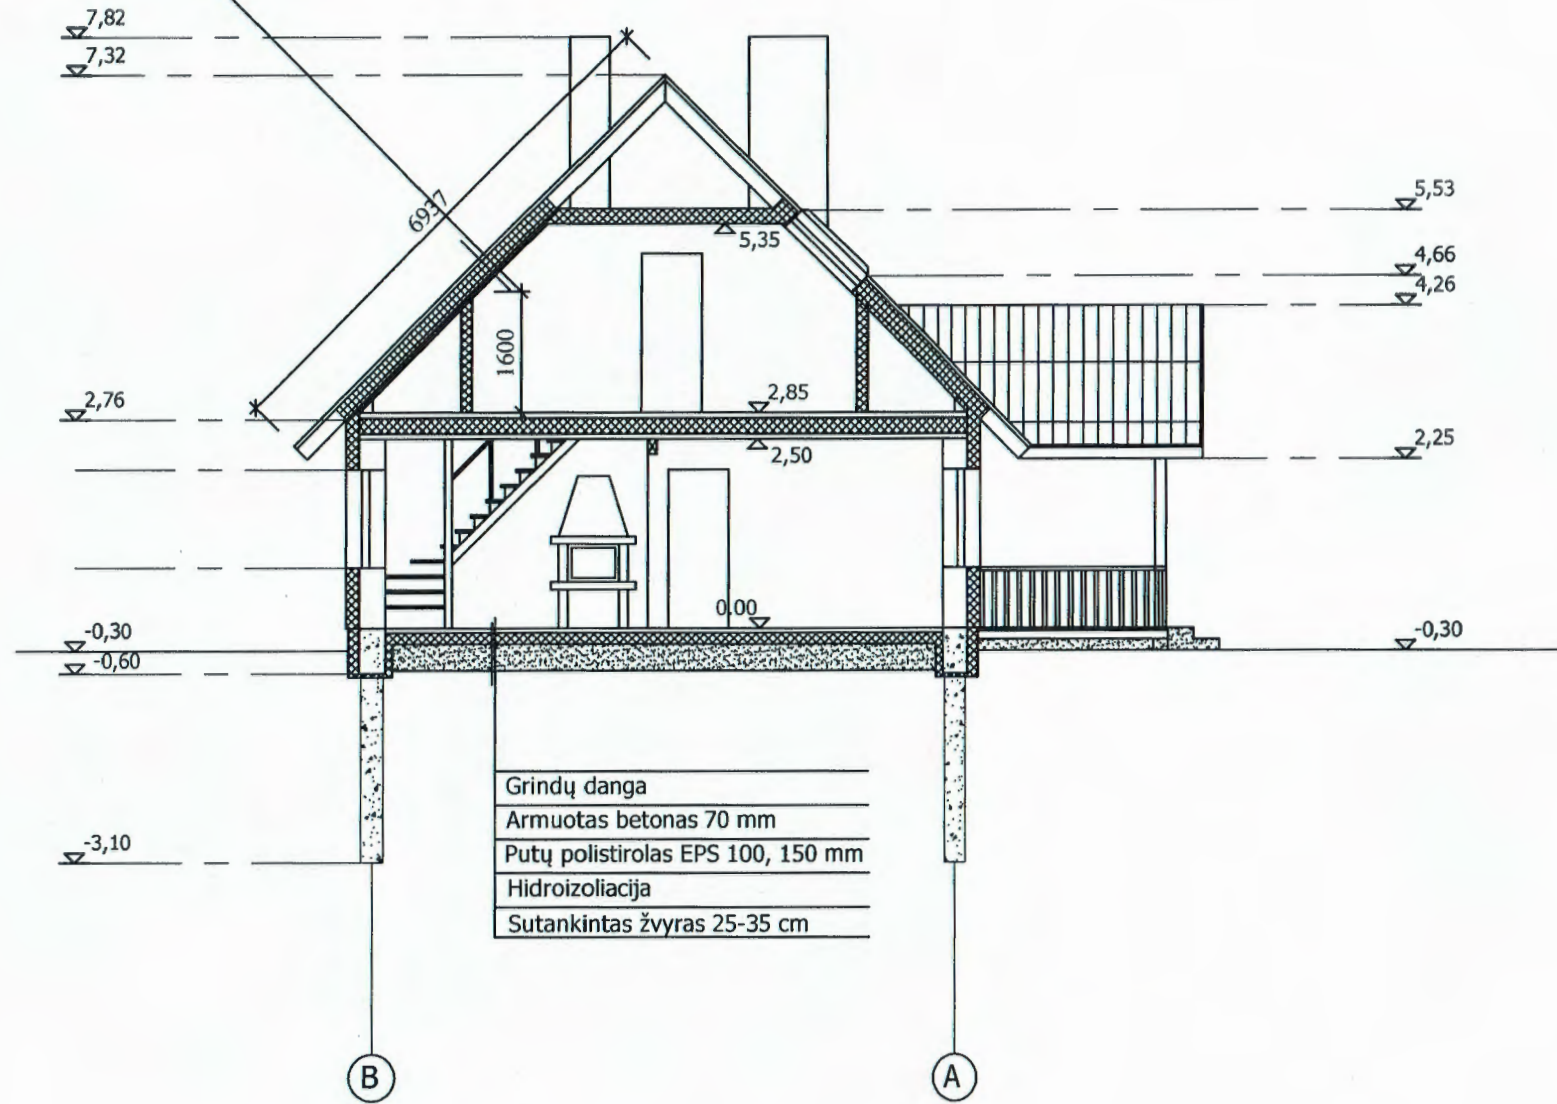 7,82
7,32
6937
5,53
5,35
4,66
4,26
1600
2,76
2,85
2,25
2,50
0.00
-0,30
-0,30
-0,60
Grindų danga
Armuotas betonas 70 mm
Putų polistirolas EPS 100, 150 mm
-3,10
Hidroizoliacija
Sutankintas žvyras 25-35 cm
B
A